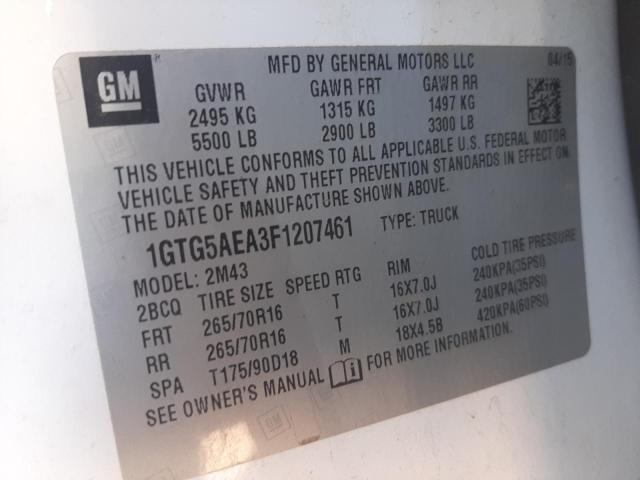 GM
MFD BY GENERAL MOTORS LLC 04/15
GVWR GAWR FRT GAWR RR
2495 KG 1315 KG 1497 KG
5500 LB 2900 LB 3300 LB
THIS VEHICLE CONFORMS TO ALL APPLICABLE U.S. FEDERAL MOTOR
VEHICLE SAFETY AND THEFT PREVENTION STANDARDS IN EFFECT ON
THE DATE OF MANUFACTURE SHOWN ABOVE.
1GTG5AEA3F1207461 TYPE: TRUCK
MODEL: 2M43
2BCQ TIRE SIZE SPEED RTG RIM COLD TIRE PRESSURE
FRT 265/70R16 T 16X7.0J 240KPA(35PSI)
RR 265/70R16 T 16X7.0J 240KPA(35PSI)
SPA T175/90D18 M 18X4.5B 420KPA(60PSI)
SEE OWNER'S MANUAL FOR MORE INFORMATION.